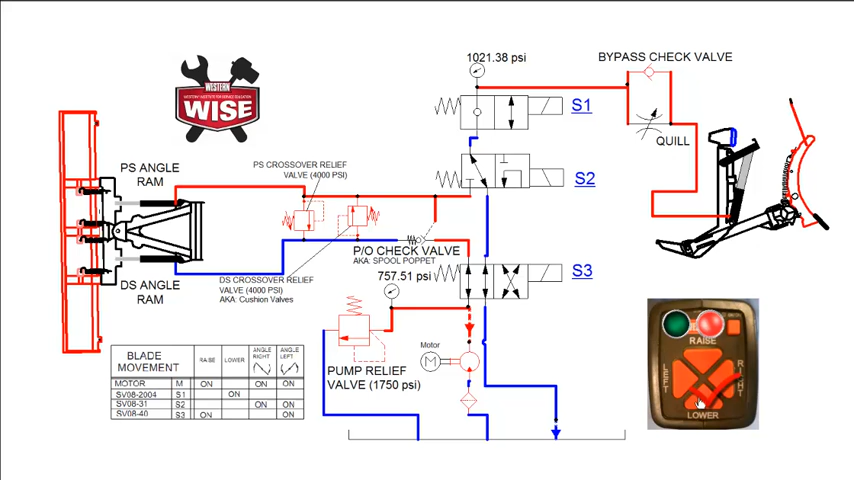 1021.38 psi
BYPASS CHECK VALVE
WESTERN
WISE
S1
QUILL
PS CROSSOVER RELIEF
VALVE (4000 PSI)
PS ANGLE
RAM
S2
P/O CHECK VALVE
AKA: SPOOL POPPET
S3
DS ANGLE
RAM
DS CROSSOVER RELIEF
VALVE (4000 PSI)
AKA: Cushion Valves
757.51 psi
Motor
M
PUMP RELIEF
VALVE (1750 psi)
BLADE
MOVEMENT
RAISE
LOWER
ANGLE
RIGHT
ANGLE
LEFT
MOTOR M ON ON ON
SV08-2004 S1 ON
SV08-31 S2 ON ON
SV08-40 S3 ON ON
RAISE
LEFT
RIGHT
LOWER